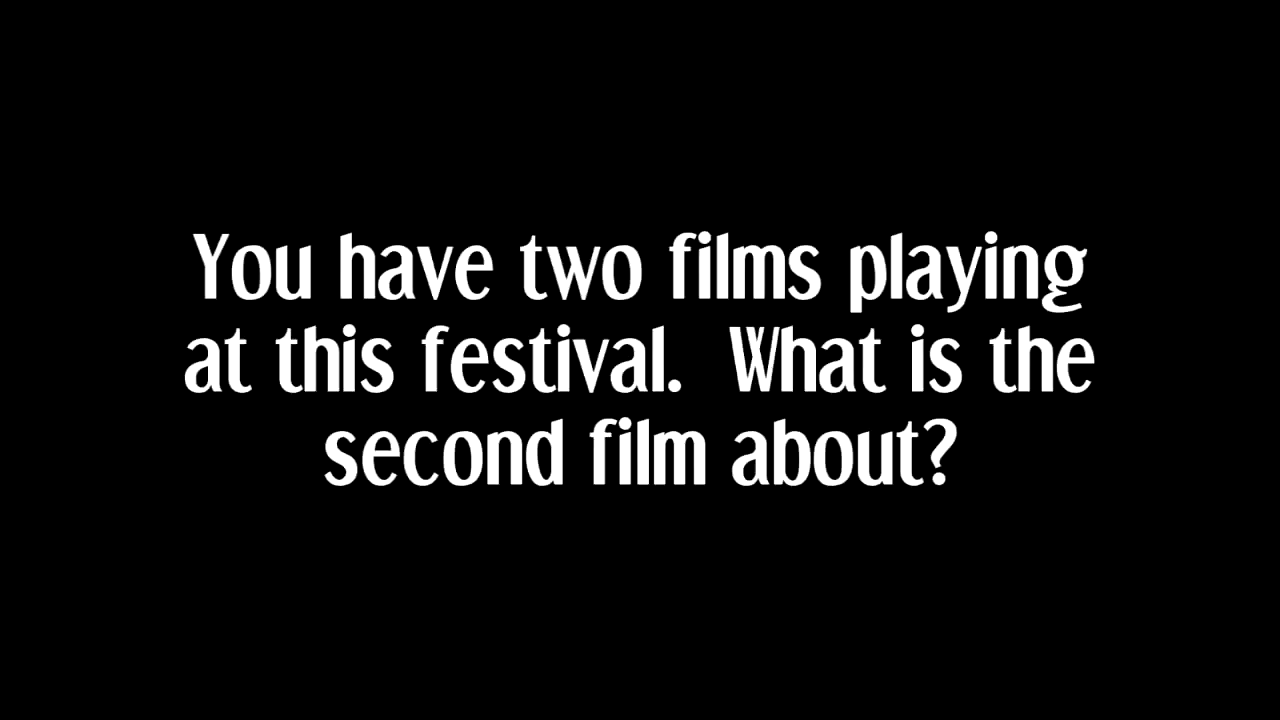 You have two films playing
at this festival.  What is the
second film about?